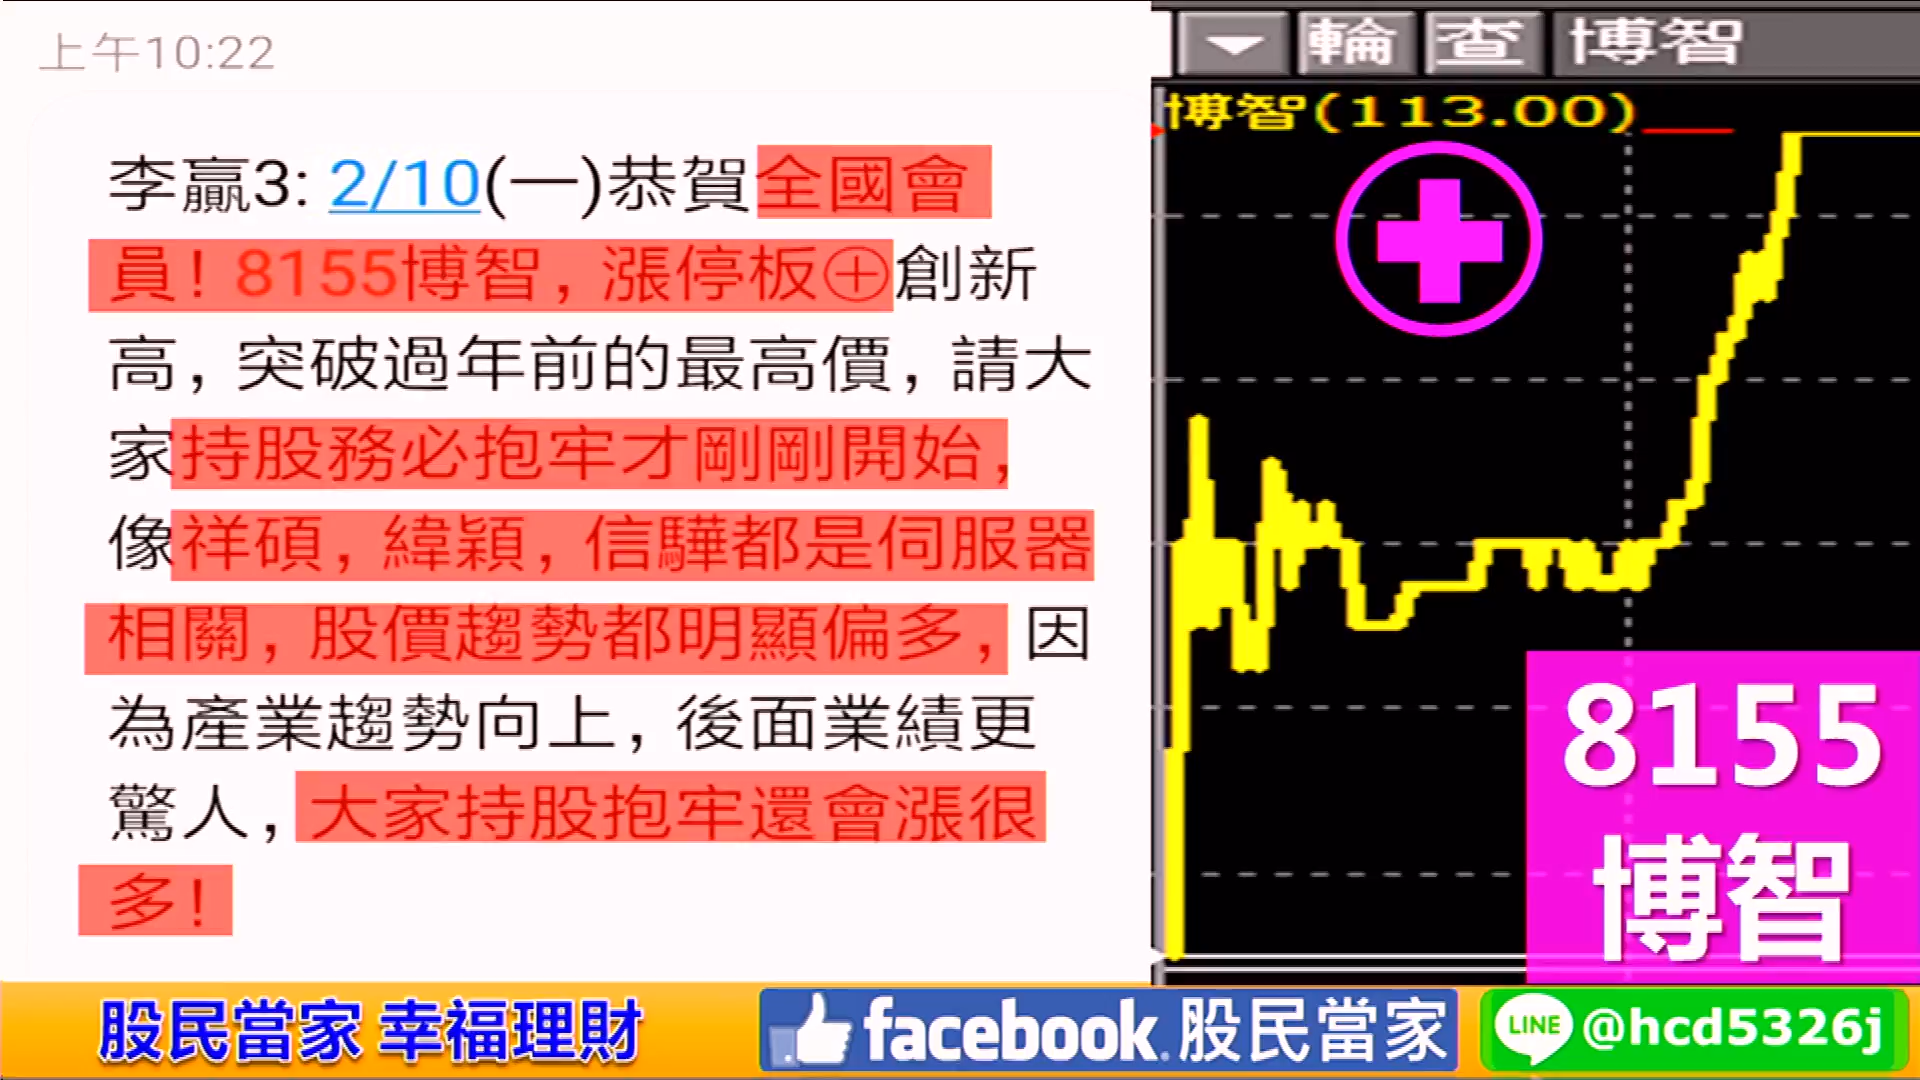 上午10:22
李贏3: 2/10(一)恭賀全國會
員！8155博智，漲停板⊕創新
高，突破過年前的最高價，請大
家持股務必抱牢才剛剛開始，
像祥碩，緯穎，信驊都是伺服器
相關，股價趨勢都明顯偏多，因
為產業趨勢向上，後面業績更
驚人，大家持股抱牢還會漲很
多！
輪 查 博智
博智(113.00)
8155
博智
股民當家 幸福理財
facebook 股民當家
LINE @hcd5326j